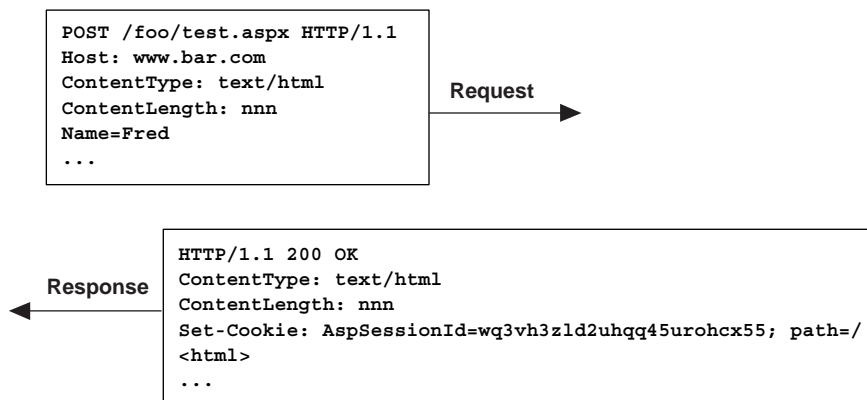 POST /foo/test.aspx HTTP/1.1
Host: www.bar.com
ContentType: text/html
ContentLength: nnn
Name=Fred
...
Request
Response
HTTP/1.1 200 OK
ContentType: text/html
ContentLength: nnn
Set-Cookie: AspSessionId=wq3vh3zld2uhqq45urohcx55; path=/
<html>
...